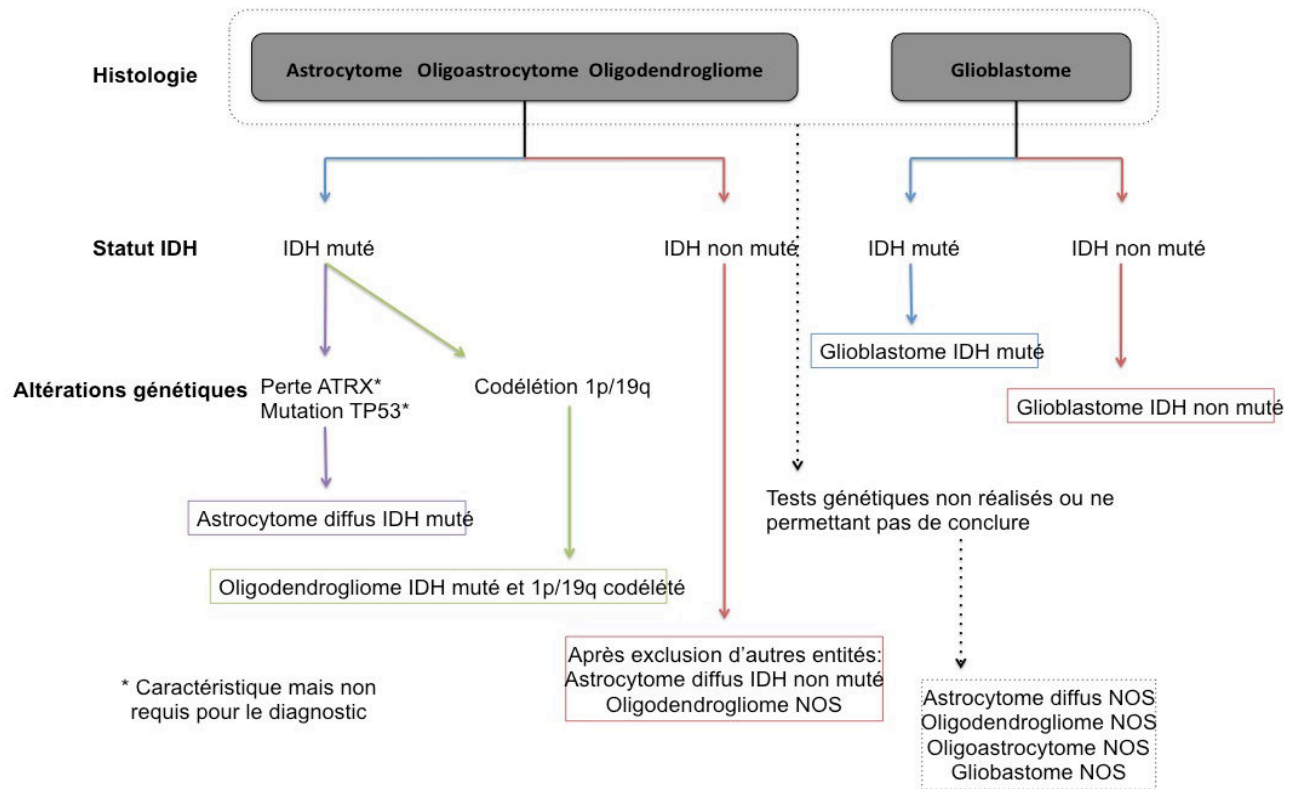 Histologie
Astrocytome Oligoastrocytome Oligodendrogliome
Glioblastome
Statut IDH
IDH muté
IDH non muté
IDH muté
IDH non muté
Glioblastome IDH muté
Altérations génétiques
Perte ATRX*
Mutation TP53*
Codélétion 1p/19q
Glioblastome IDH non muté
Astrocytome diffus IDH muté
Tests génétiques non réalisés ou ne
permettant pas de conclure
Oligodendrogliome IDH muté et 1p/19q codélété
Après exclusion d’autres entités:
Astrocytome diffus IDH non muté
Oligodendrogliome NOS
* Caractéristique mais non
requis pour le diagnostic
Astrocytome diffus NOS
Oligodendrogliome NOS
Oligoastrocytome NOS
Gliobastome NOS